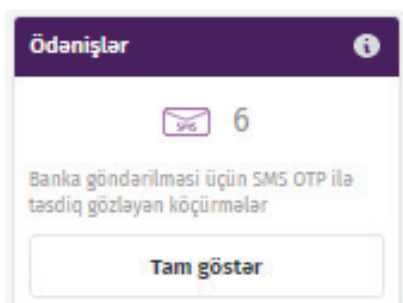 Ödənişlər
SMS 6
Banka göndərilməsi üçün SMS OTP ilə
təsdiq gözləyən köçürmələr
Tam göstər